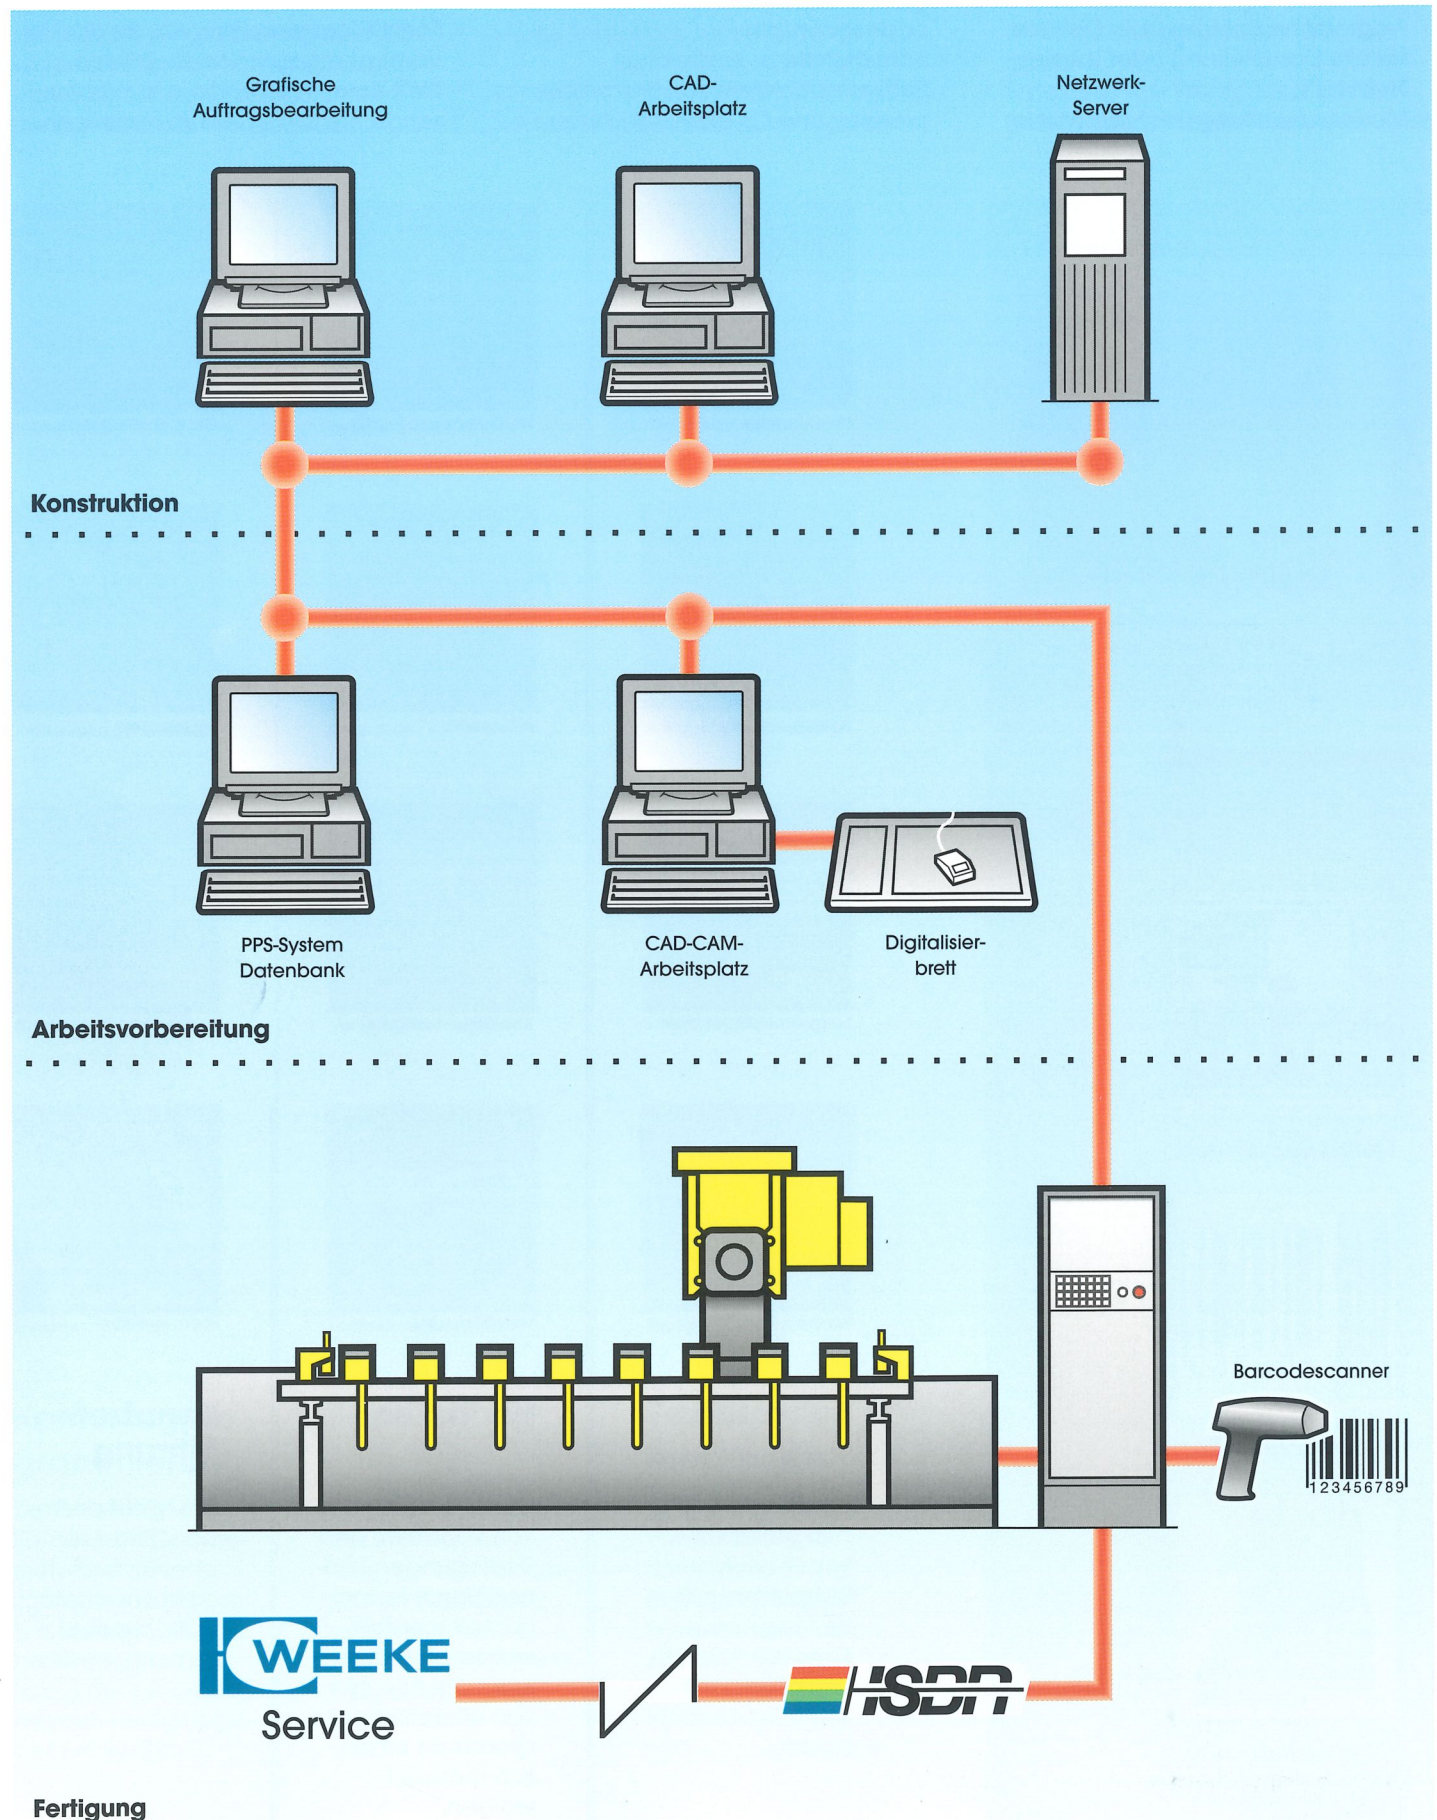 Grafische
Auftragsbearbeitung
CAD-
Arbeitsplatz
Netzwerk-
Server
Konstruktion
PPS-System
Datenbank
CAD-CAM-
Arbeitsplatz
Digitalisier-
brett
Arbeitsvorbereitung
Barcodescanner
123456789
WEEKE
Service
ISDN
Fertigung